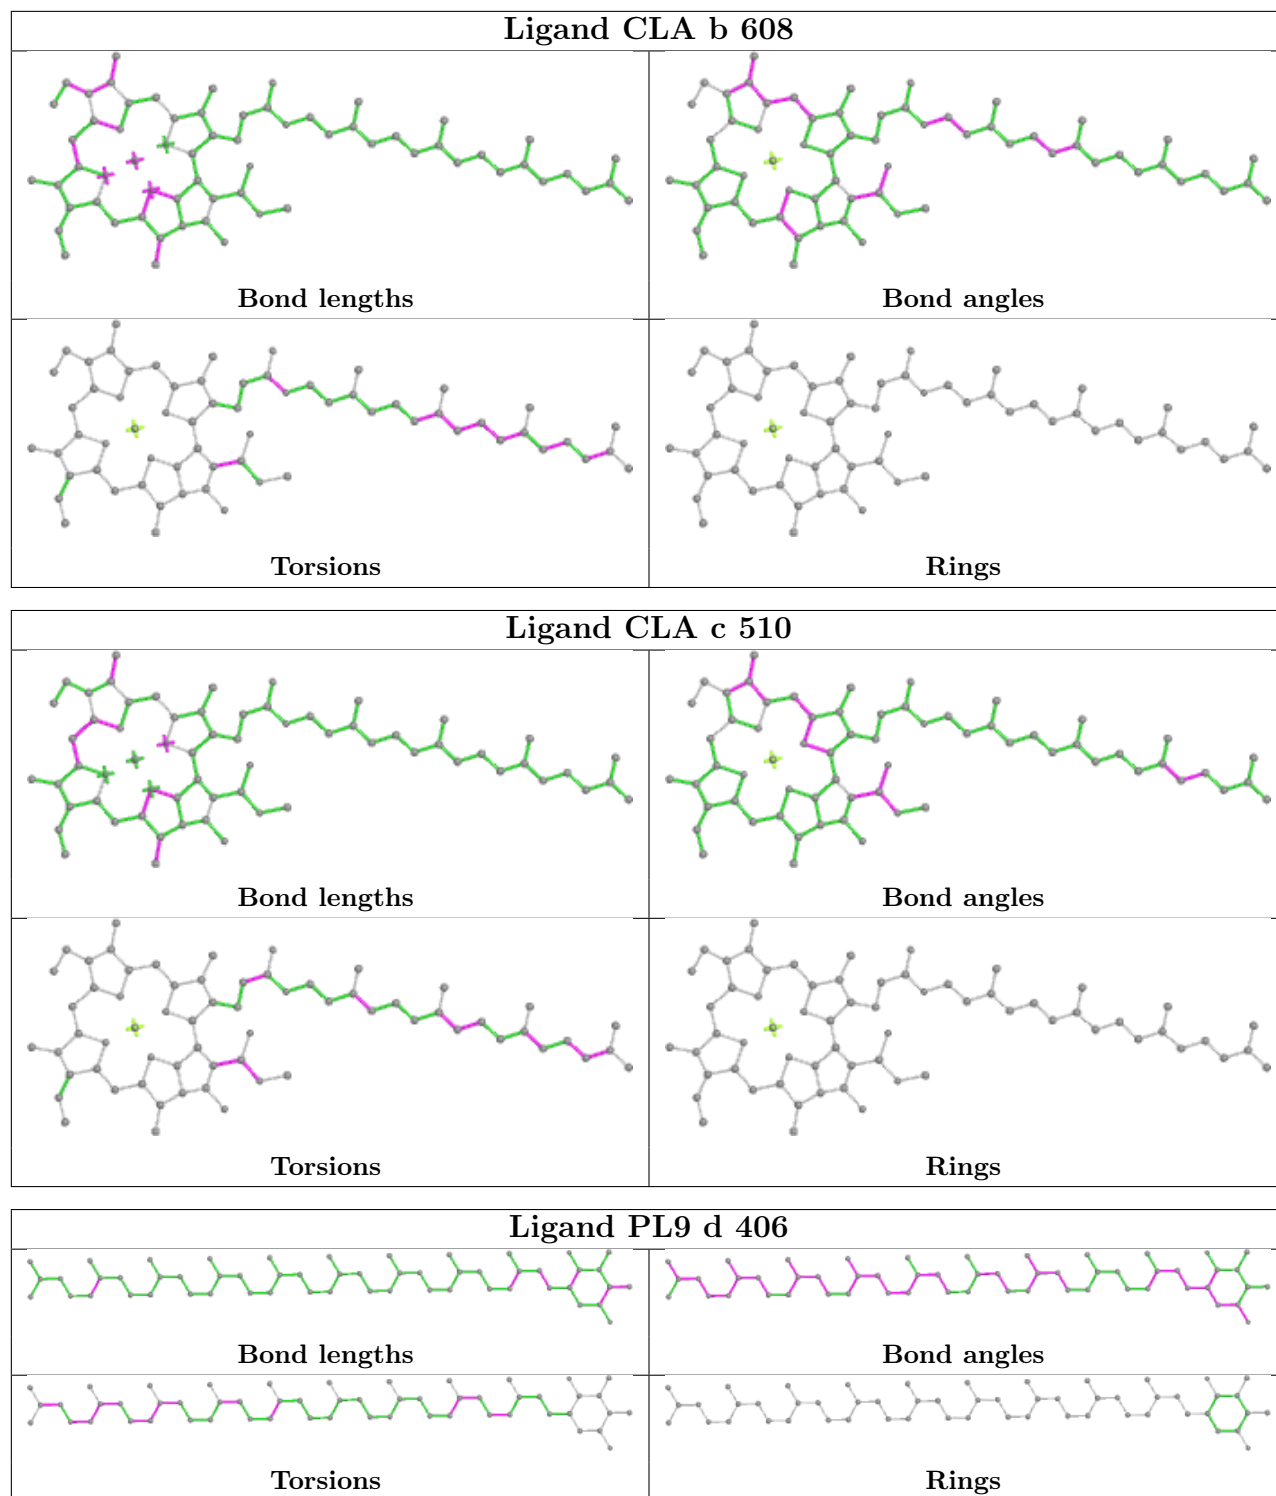 Ligand CLA b 608
Bond lengths
Bond angles
Torsions
Rings
Ligand CLA c 510
Bond lengths
Bond angles
Torsions
Rings
Ligand PL9 d 406
Bond lengths
Bond angles
Torsions
Rings